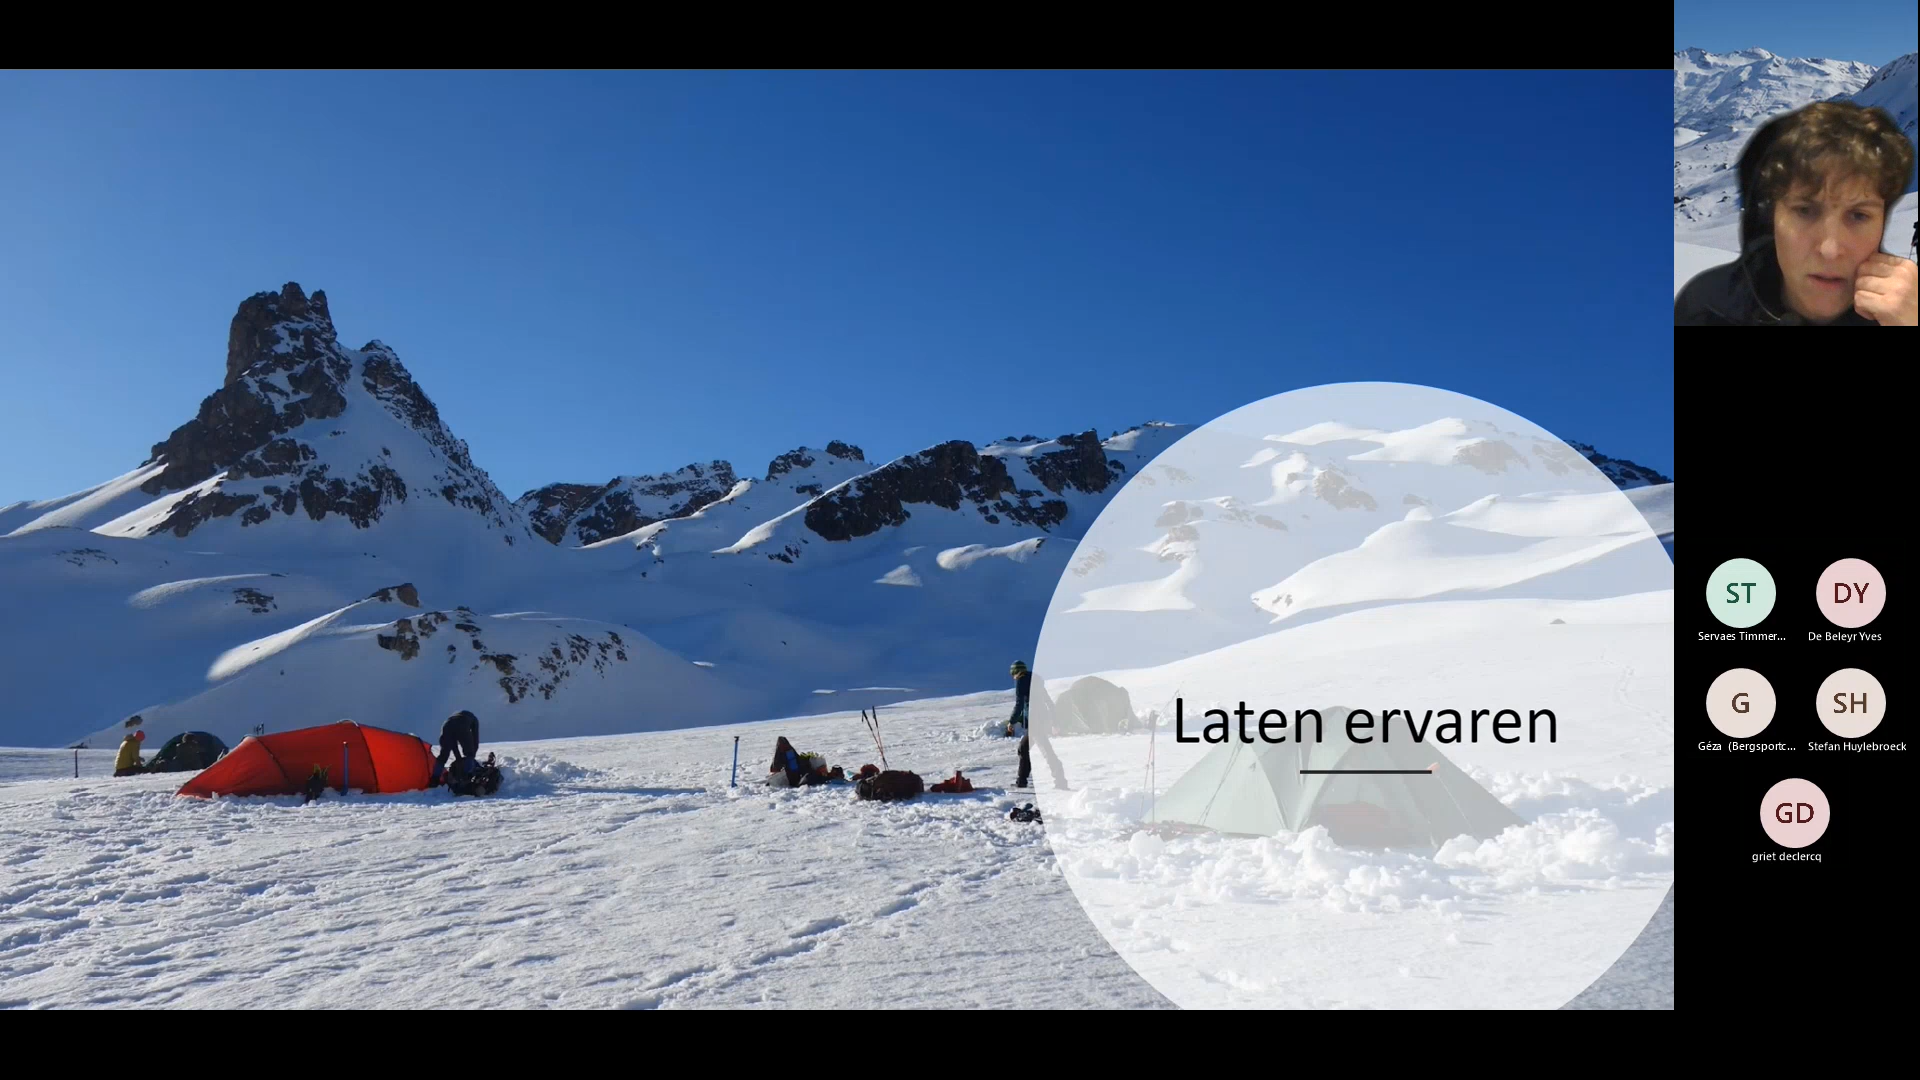 Laten ervaren
ST
DY
Servaes Timmer...
De Beleyr Yves
G
SH
Géza (Bergsportc...
Stefan Huylebroeck
GD
griet declercq